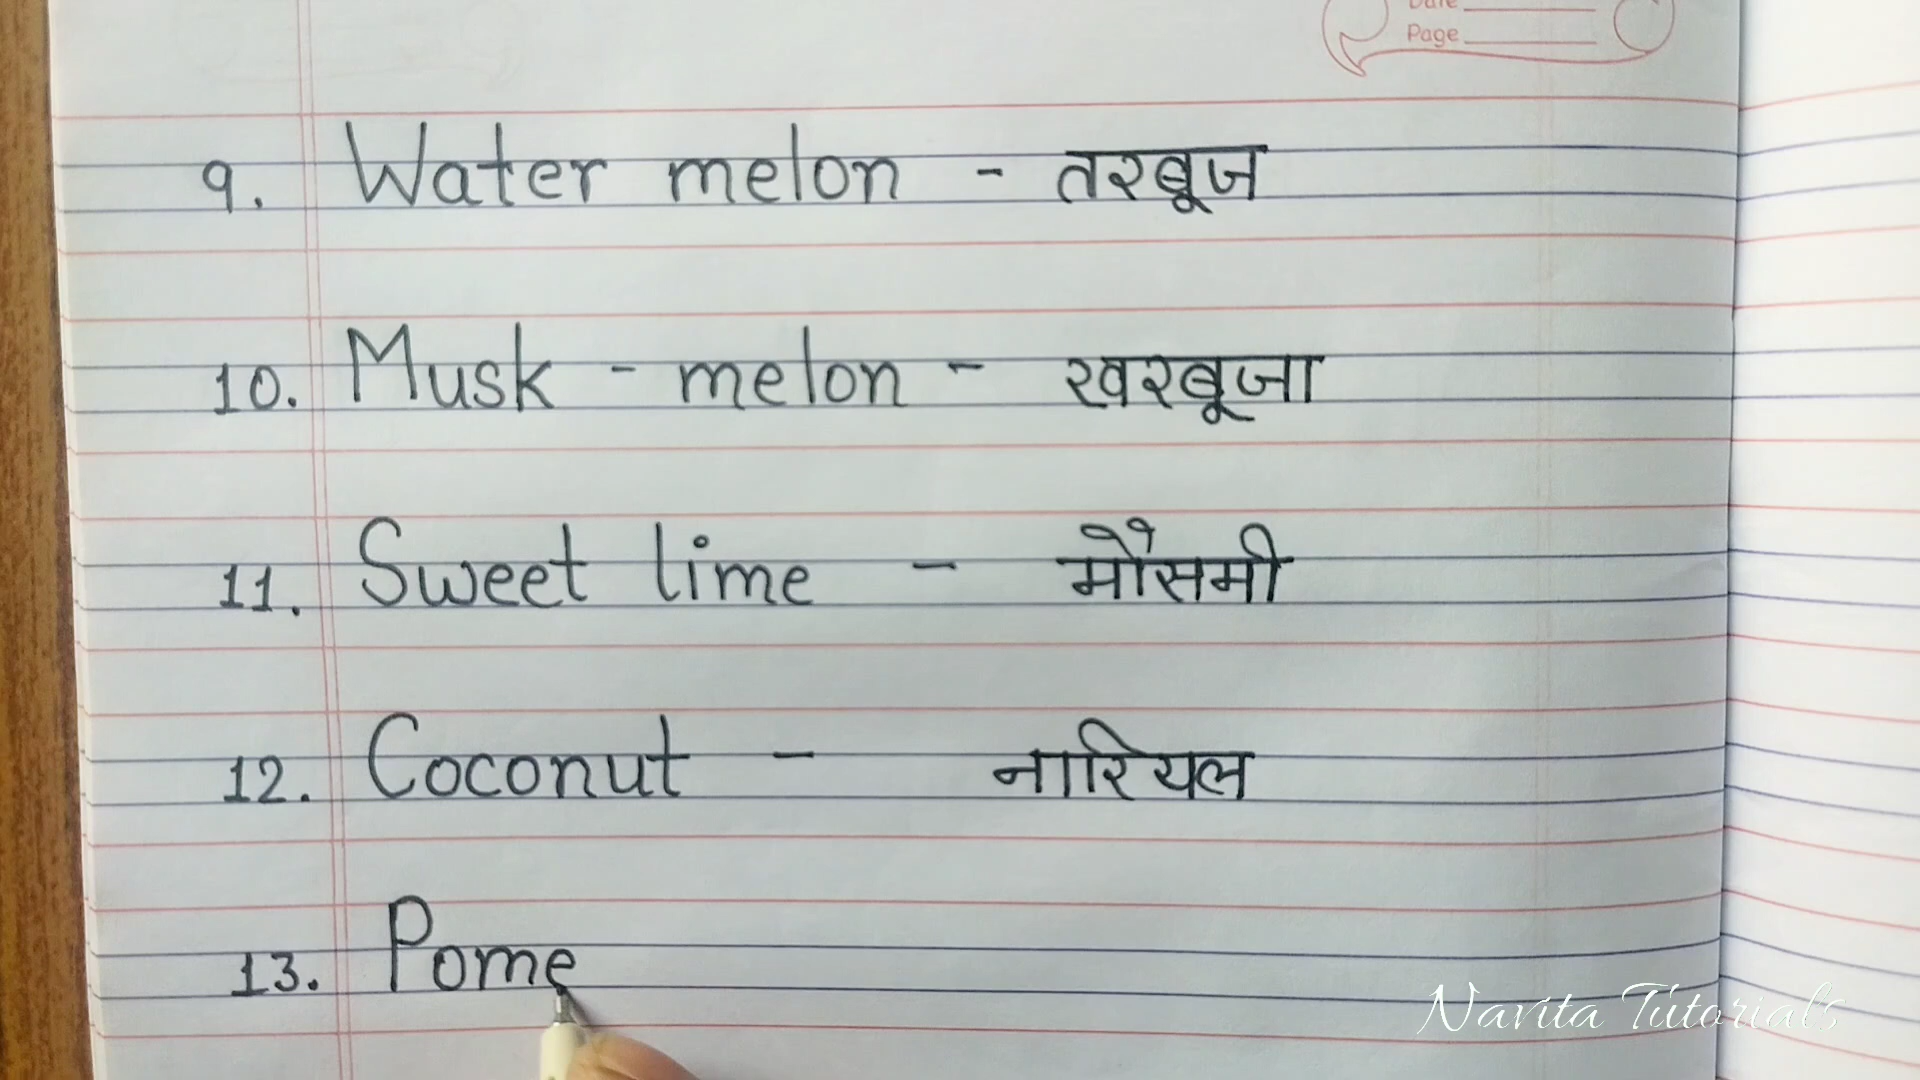 Date
Page
9. Water melon - तरबूज
10. Musk - melon - खरबूजा
11. Sweet lime - मौसमी
12. Coconut - नारियल
13. Pome
Navita Tutorials